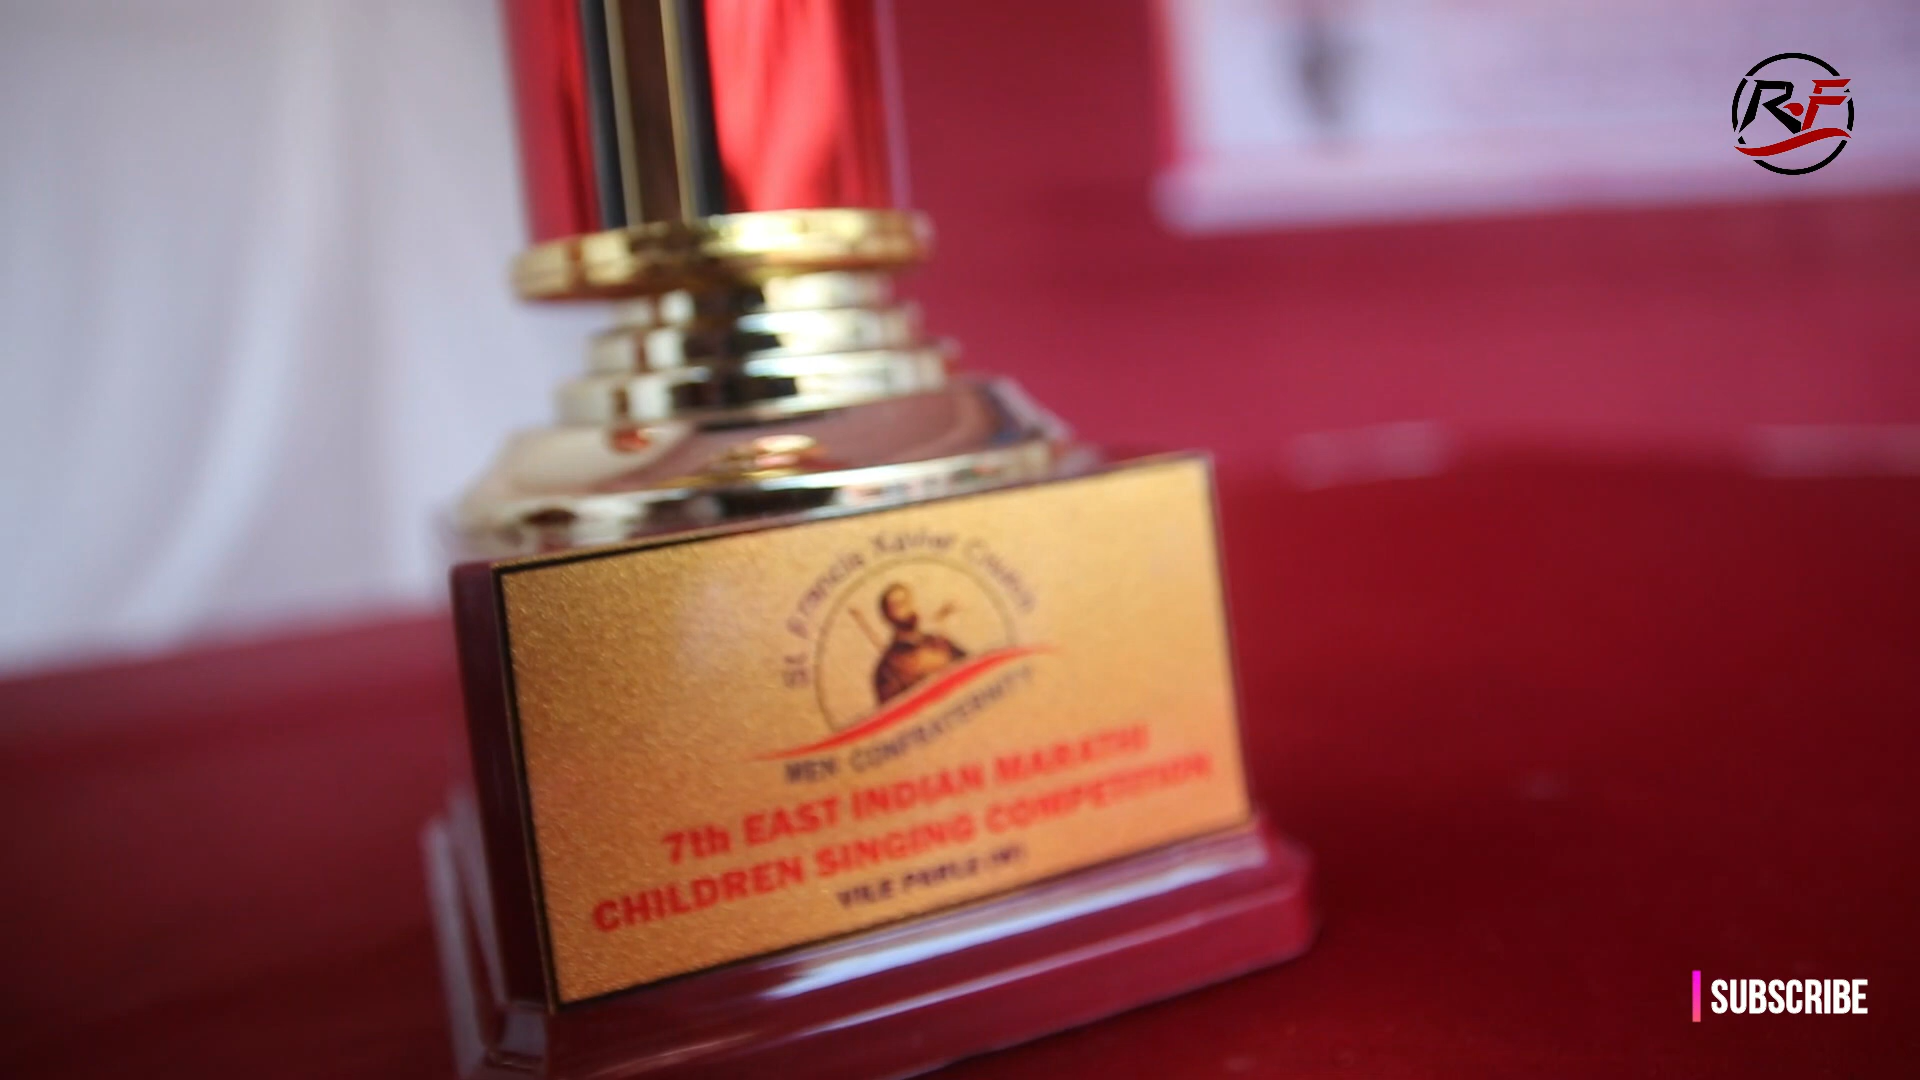 R.F
St. Francis Xavier Church
MEN CONFRATERNITY
7th EAST INDIAN MARATHI
CHILDREN SINGING COMPETITION
VILE PARLE (W)
SUBSCRIBE